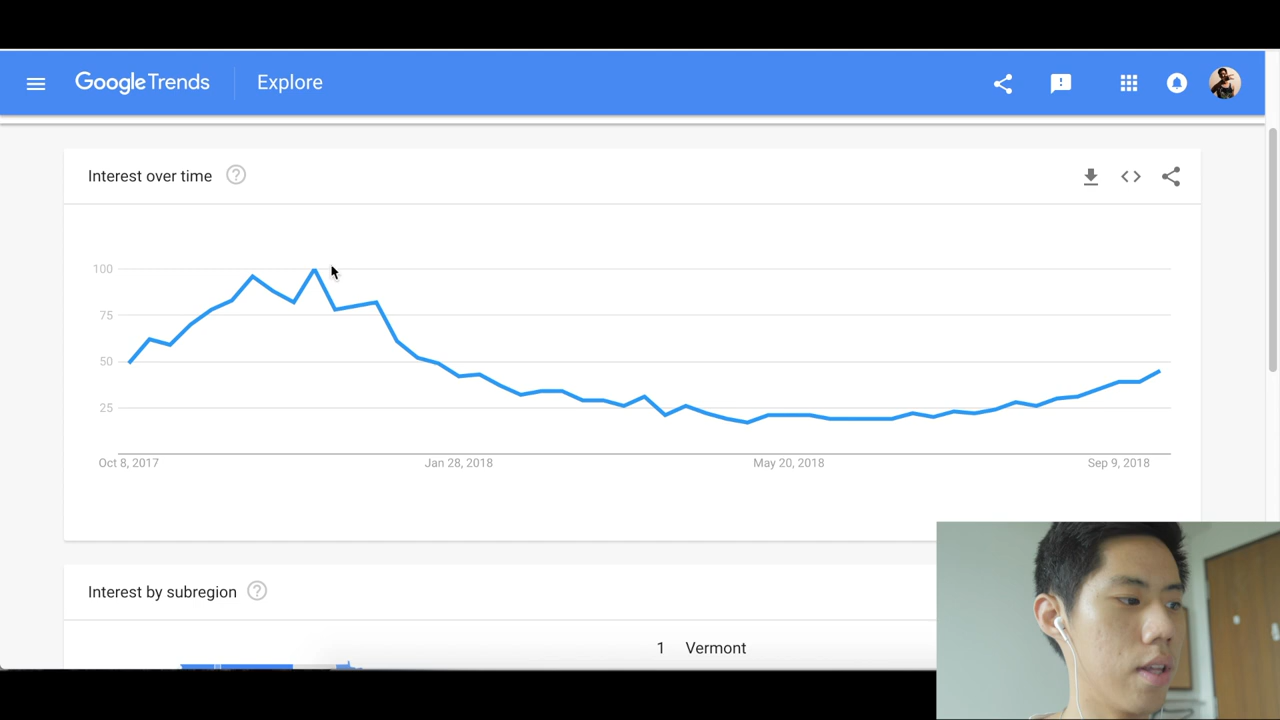 Google Trends Explore
Interest over time ?
100
75
50
25
Oct 8, 2017 Jan 28, 2018 May 20, 2018 Sep 9, 2018
Interest by subregion ?
1 Vermont